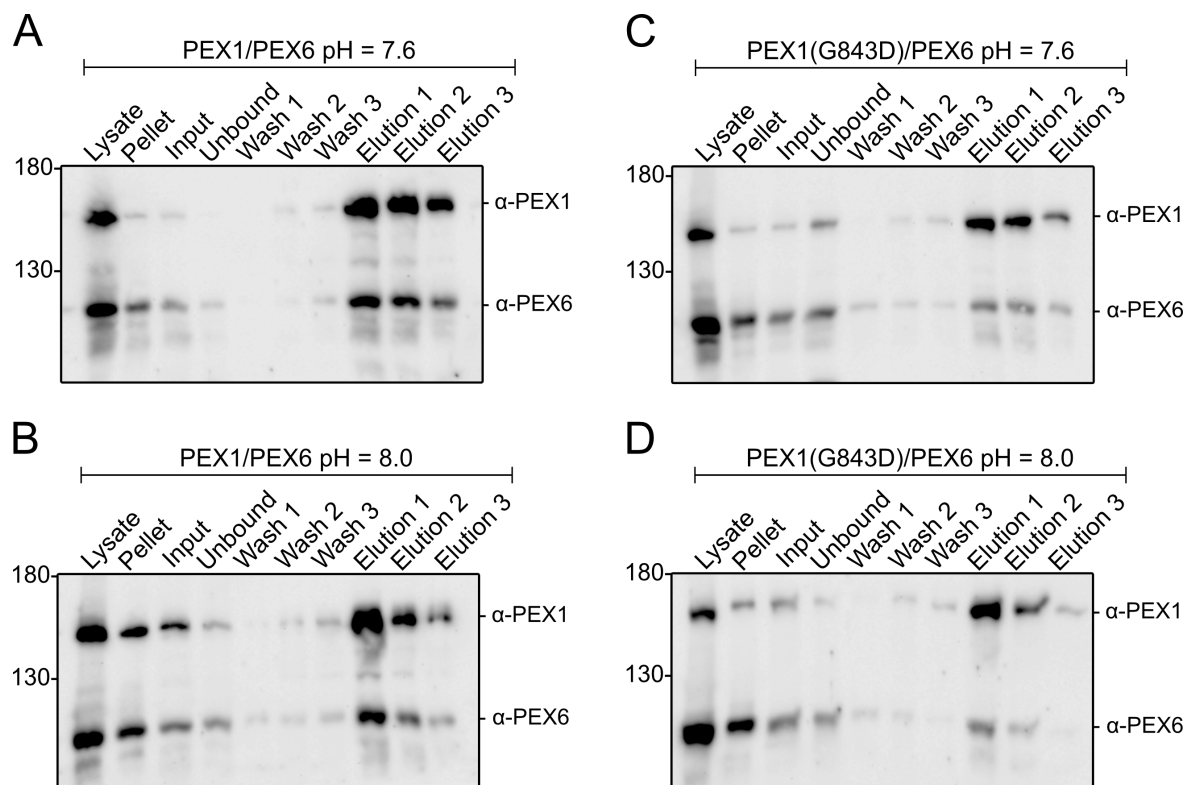 A
PEX1/PEX6 pH = 7.6
Lysate
Pellet
Input
Unbound
Wash 1
Wash 2
Wash 3
Elution 1
Elution 2
Elution 3
180
130
α-PEX1
α-PEX6
C
PEX1(G843D)/PEX6 pH = 7.6
Lysate
Pellet
Input
Unbound
Wash 1
Wash 2
Wash 3
Elution 1
Elution 2
Elution 3
180
130
α-PEX1
α-PEX6
B
PEX1/PEX6 pH = 8.0
Lysate
Pellet
Input
Unbound
Wash 1
Wash 2
Wash 3
Elution 1
Elution 2
Elution 3
180
130
α-PEX1
α-PEX6
D
PEX1(G843D)/PEX6 pH = 8.0
Lysate
Pellet
Input
Unbound
Wash 1
Wash 2
Wash 3
Elution 1
Elution 2
Elution 3
180
130
α-PEX1
α-PEX6